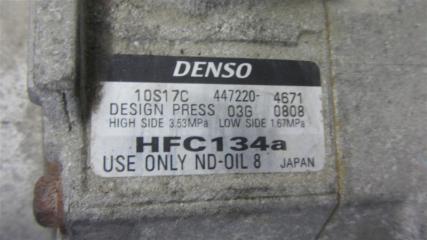 DENSO
10S17C 447220- 4671
DESIGN PRESS 03G 0808
HIGH SIDE 3.53MPa LOW SIDE 1.67MPa
HFC134a
USE ONLY ND-OIL 8 JAPAN